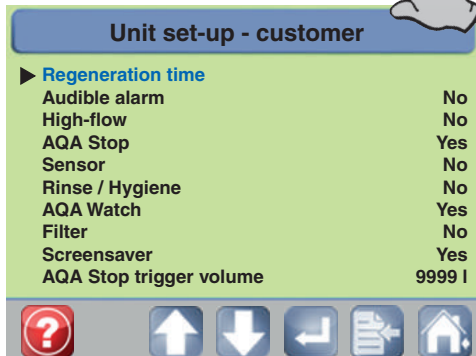 Unit set-up - customer
Regeneration time
Audible alarm No
High-flow No
AQA Stop Yes
Sensor No
Rinse / Hygiene No
AQA Watch Yes
Filter No
Screensaver Yes
AQA Stop trigger volume 9999 l
?